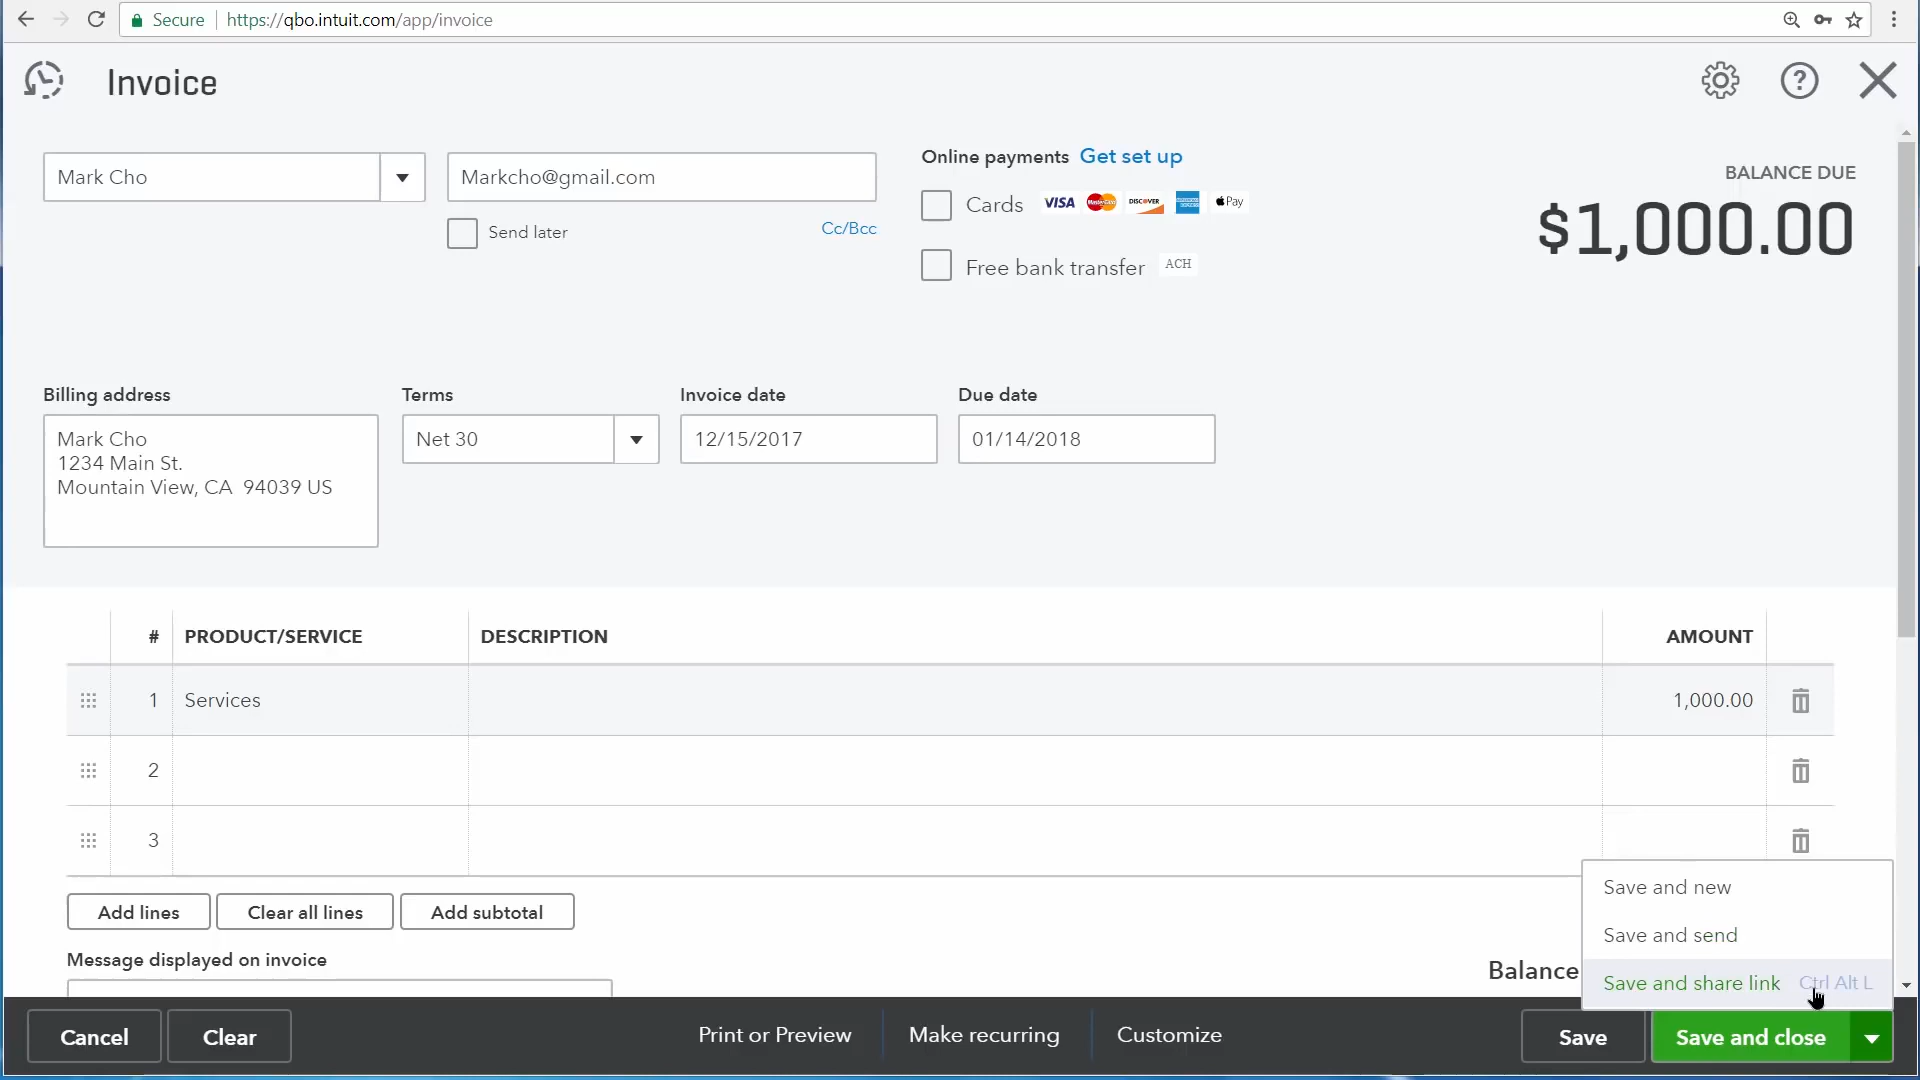 Secure
https://qbo.intuit.com/app/invoice
Invoice
Mark Cho
Markcho@gmail.com
Send later
Cc/Bcc
Online payments Get set up
Cards VISA MasterCard DISCOVER Pay
Free bank transfer ACH
BALANCE DUE
$1,000.00
Billing address
Mark Cho
1234 Main St.
Mountain View, CA 94039 US
Terms
Net 30
Invoice date
12/15/2017
Due date
01/14/2018
# PRODUCT/SERVICE DESCRIPTION AMOUNT
1 Services 1,000.00
2
3
Add lines Clear all lines Add subtotal
Message displayed on invoice
Balance
Save and new
Save and send
Save and share link Ctrl Alt L
Cancel Clear Print or Preview Make recurring Customize Save Save and close